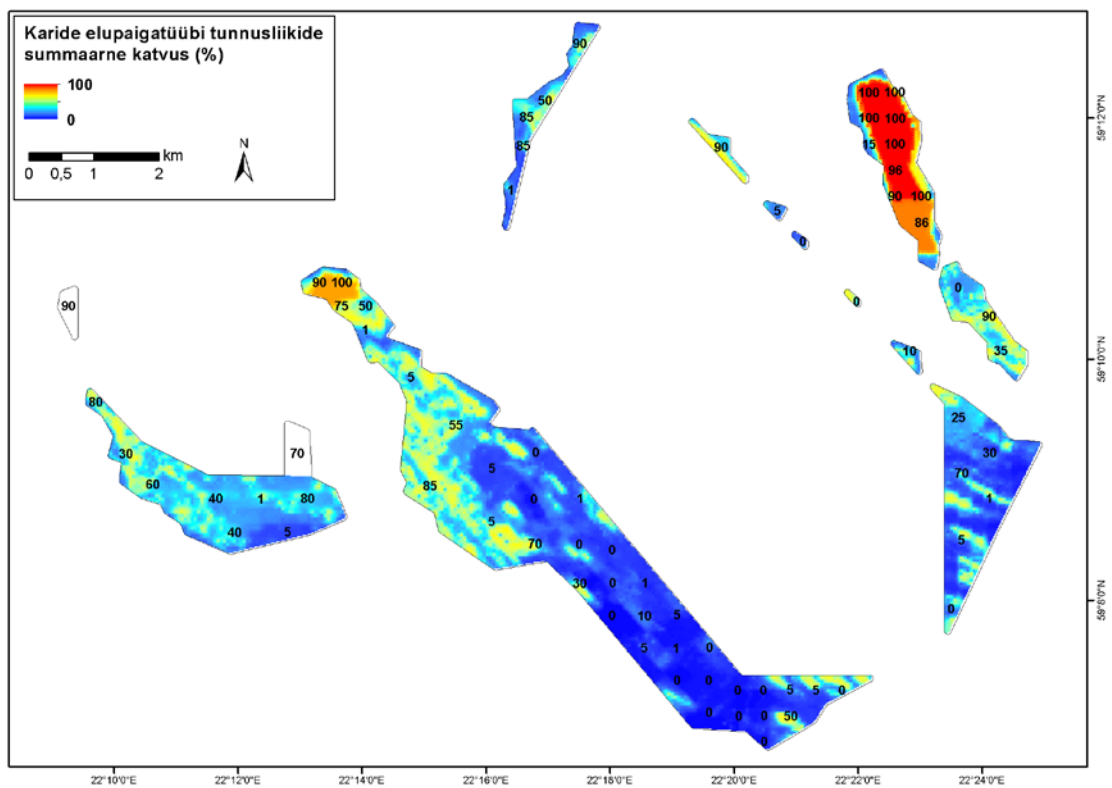 Karide elupaigatüübi tunnusliikide
summaarne katvus (%)
100
0
N
km
0 0,5 1 2
90
50
85
85
1
90
5
0
0
10
100 100
100 100
15 100
96
90 100
86
0
90
35
90
90 100
75 50
1
5
55
5 0
85 0 1
5
70 0 0
30 0 1
0 10 5
5 1 0
0 0
0 0 5 5 0
0 0 0 50
0
80
30
60
70
40 1 80
40 5
25
30
70
1
5
0
59°12'0"N
59°10'0"N
59°8'0"N
22°10'0"E 22°12'0"E 22°14'0"E 22°16'0"E 22°18'0"E 22°20'0"E 22°22'0"E 22°24'0"E